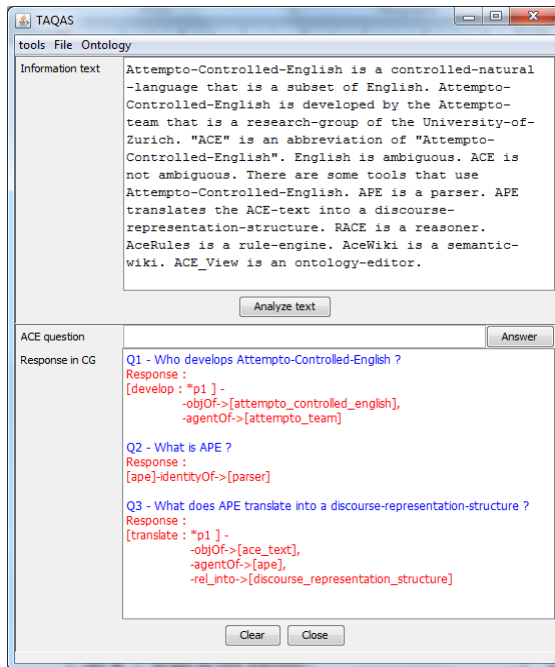 TAQAS
tools File Ontology
Information text
Attempto-Controlled-English is a controlled-natural
-language that is a subset of English. Attempto-
Controlled-English is developed by the Attempto-
team that is a research-group of the University-of-
Zurich. "ACE" is an abbreviation of "Attempto-
Controlled-English". English is ambiguous. ACE is
not ambiguous. There are some tools that use
Attempto-Controlled-English. APE is a parser. APE
translates the ACE-text into a discourse-
representation-structure. RACE is a reasoner.
AceRules is a rule-engine. AceWiki is a semantic-
wiki. ACE_View is an ontology-editor.
Analyze text
ACE question
Answer
Response in CG
Q1 - Who develops Attempto-Controlled-English ?
Response :
[develop : *p1 ] -
-objOf->[attempto_controlled_english],
-agentOf->[attempto_team]
Q2 - What is APE ?
Response :
[ape]-identityOf->[parser]
Q3 - What does APE translate into a discourse-representation-structure ?
Response :
[translate : *p1 ] -
-objOf->[ace_text],
-agentOf->[ape],
-rel_into->[discourse_representation_structure]
Clear Close